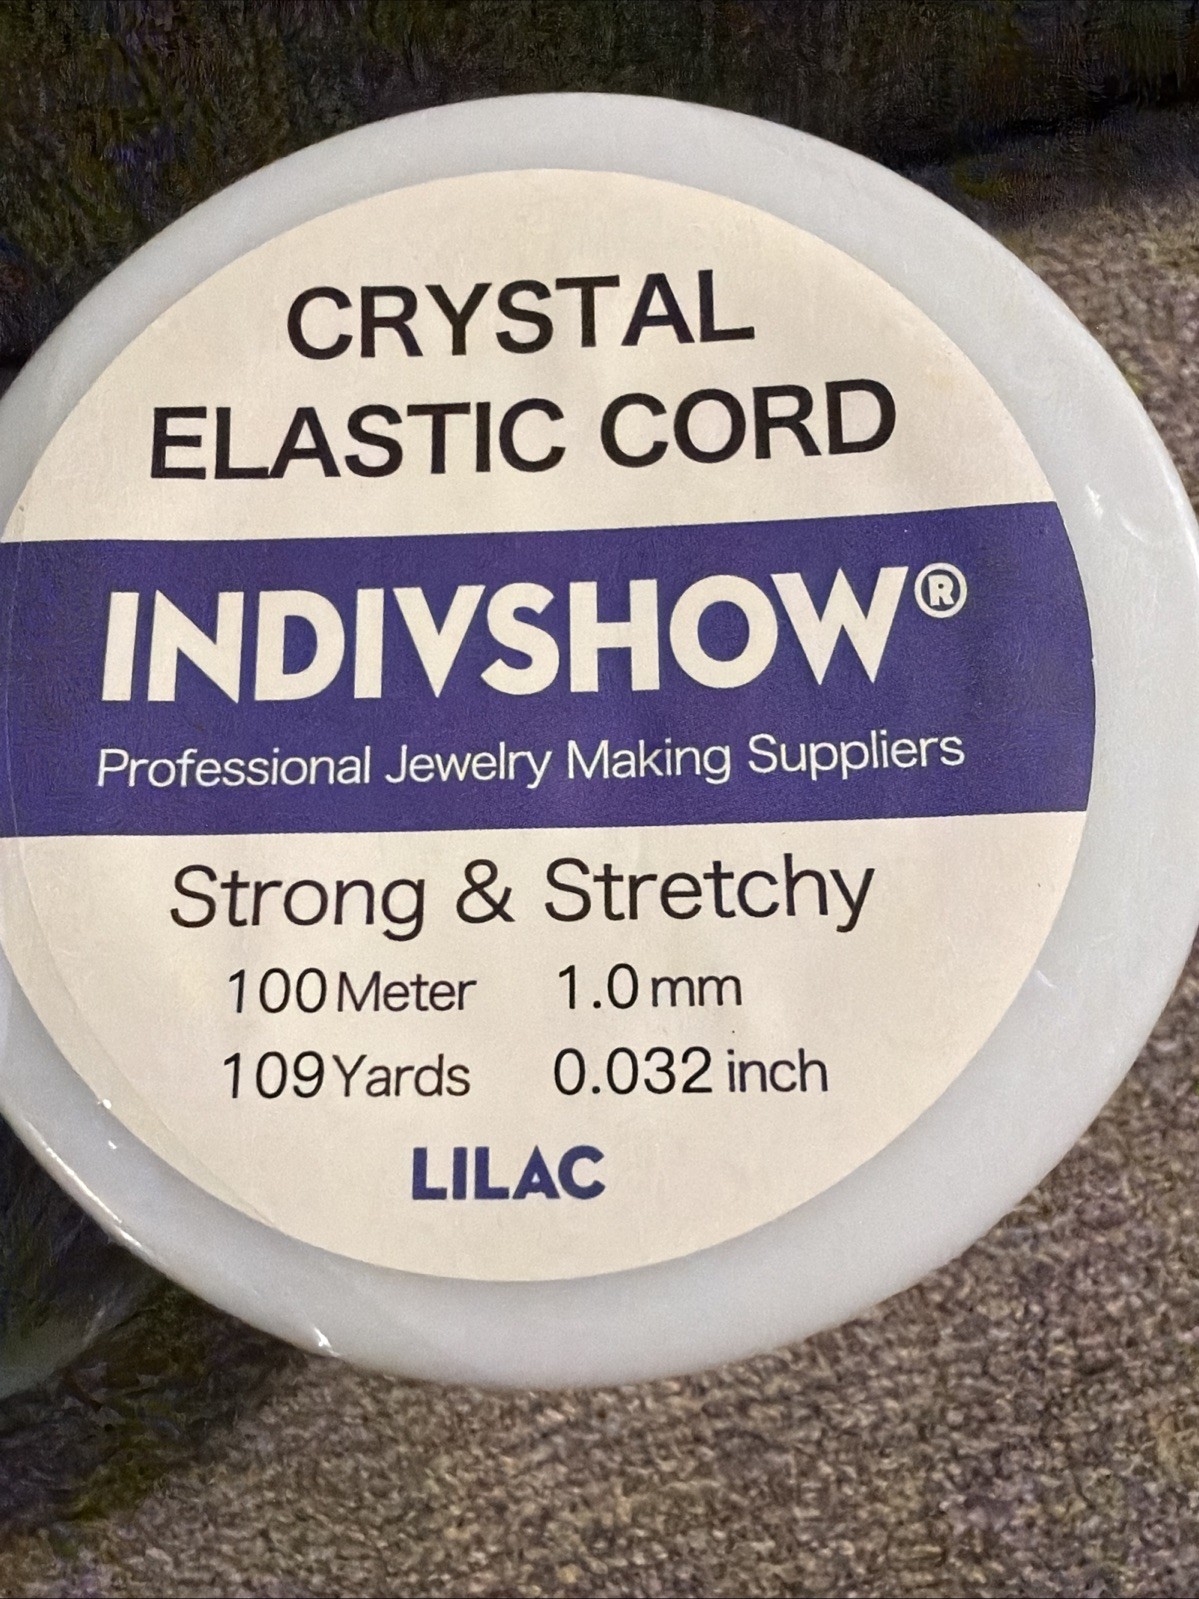 CRYSTAL
ELASTIC CORD
INDIVSHOW®
Professional Jewelry Making Suppliers
Strong & Stretchy
100 Meter 1.0 mm
109 Yards 0.032 inch
LILAC